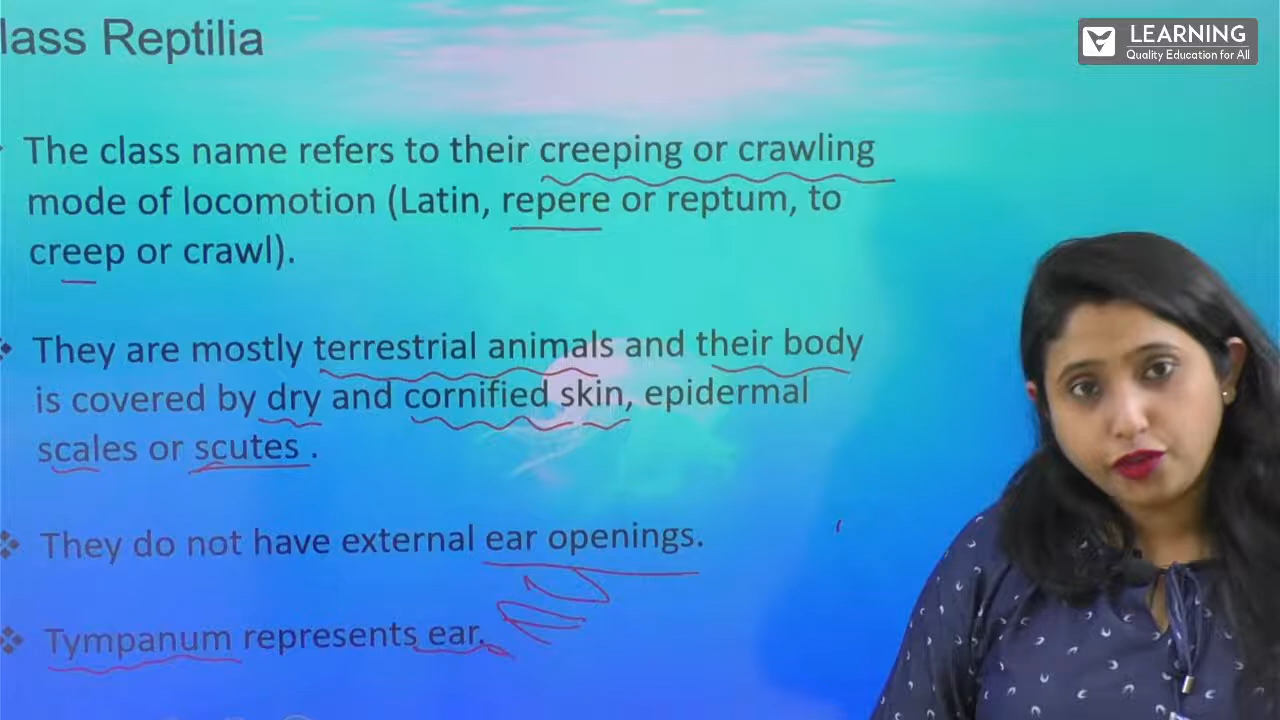 lass Reptilia
LEARNING
Quality Education for All
The class name refers to their creeping or crawling
mode of locomotion (Latin, repere or reptum, to
creep or crawl).
They are mostly terrestrial animals and their body
is covered by dry and cornified skin, epidermal
scales or scutes .
They do not have external ear openings.
Tympanum represents ear.